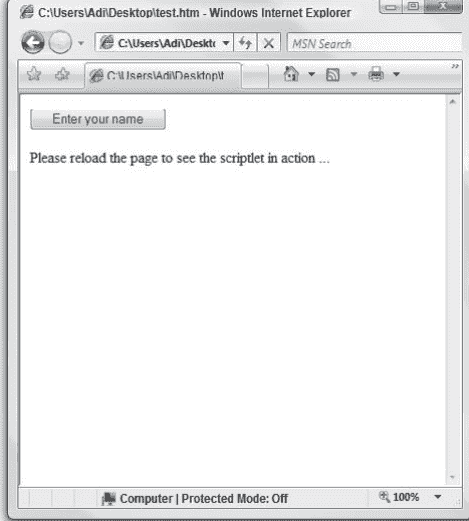 C:\Users\Adi\Desktop\test.htm - Windows Internet Explorer
C:\Users\Adi\Deskt MSN Search
C:\Users\Adi\Desktop\t
Enter your name
Please reload the page to see the scriptlet in action ...
Computer | Protected Mode: Off 100%